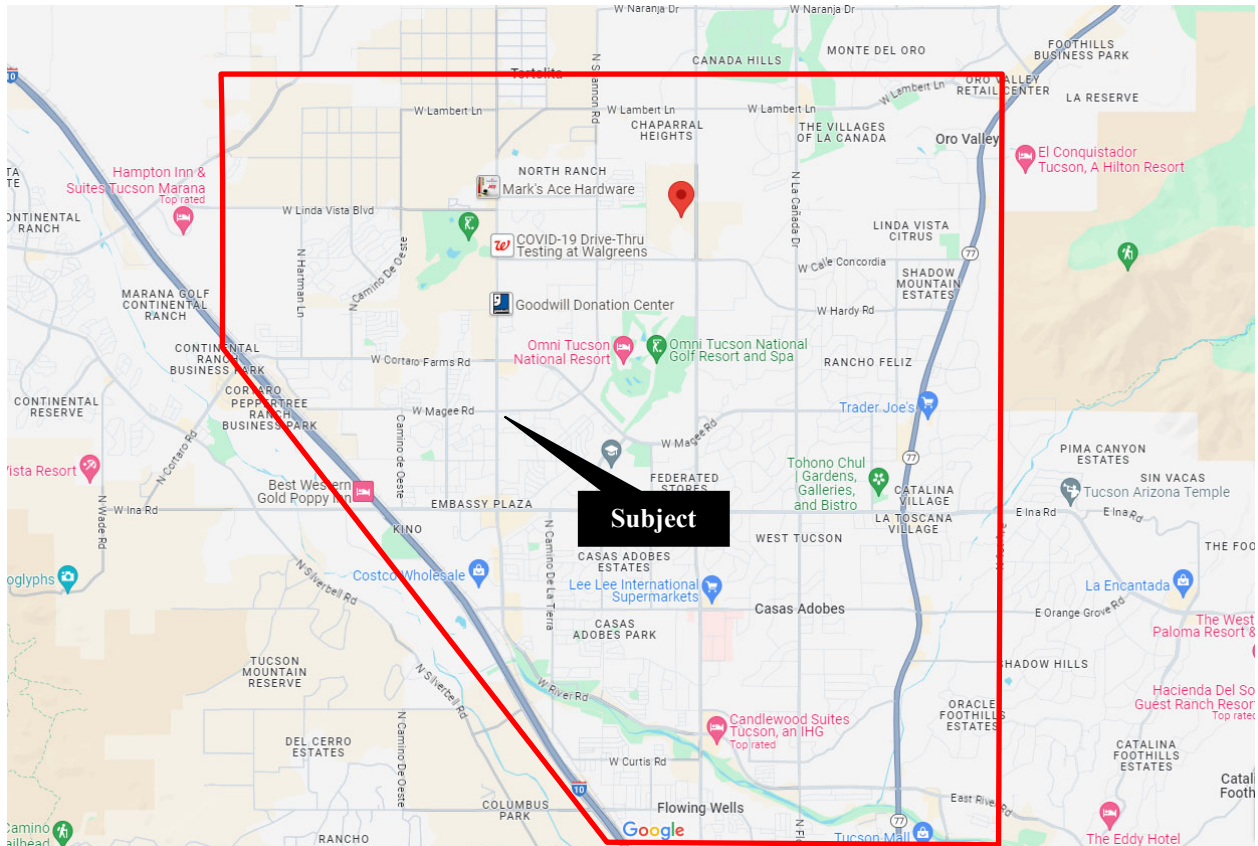 W Naranja Dr
W Naranja Dr
MONTE DEL ORO
FOOTHILLS
BUSINESS PARK
CANADA HILLS
10
Tortolita
N Shannon Rd
ORO VALLEY
RETAIL CENTER
W Lambert Ln
LA RESERVE
W Lambert Ln
W Lambert Ln
W Lambert Ln
CHAPARRAL
HEIGHTS
THE VILLAGES
OF LA CANADA
Oro Valley
El Conquistador
Tucson, A Hilton Resort
Hampton Inn &
Suites Tucson Marana
Top rated
NORTH RANCH
Mark's Ace Hardware
N La Cañada Dr
CONTINENTAL
RANCH
W Linda Vista Blvd
LINDA VISTA
CITRUS
COVID-19 Drive-Thru
Testing at Walgreens
N Hartman Ln
N Camino De Oeste
77
W Calle Concordia
SHADOW
MOUNTAIN
ESTATES
MARANA GOLF
CONTINENTAL
RANCH
Goodwill Donation Center
W Hardy Rd
Omni Tucson
National Resort
Omni Tucson National
Golf Resort and Spa
CONTINENTAL
RANCH
BUSINESS PARK
W Cortaro Farms Rd
RANCHO FELIZ
CORTARO
PEPPERTREE
RANCH
BUSINESS PARK
CONTINENTAL
RESERVE
W Magee Rd
Trader Joe's
N Cortaro Rd
Camino de Oeste
W Magee Rd
77
PIMA CANYON
ESTATES
Vista Resort
FEDERATED
STORES
Tohono Chul
| Gardens,
Galleries,
and Bistro
SIN VACAS
Tucson Arizona Temple
Best Western
Gold Poppy Inn
CATALINA
VILLAGE
N Wade Rd
W Ina Rd
EMBASSY PLAZA
Subject
LA TOSCANA
VILLAGE
E Ina Rd
E Ina Rd
KINO
WEST TUCSON
THE FOO
CASAS ADOBES
ESTATES
oglyphs
N Silverbell Rd
Costco Wholesale
N Camino De La Tierra
Lee Lee International
Supermarkets
La Encantada
Casas Adobes
E Orange Grove Rd
CASAS
ADOBES PARK
The West
Paloma Resort &
TUCSON
MOUNTAIN
RESERVE
N Silverbell Rd
SHADOW HILLS
W River Rd
Hacienda Del So
Guest Ranch Resor
Top rated
ORACLE
FOOTHILLS
ESTATES
Candlewood Suites
Tucson, an IHG
Top rated
DEL CERRO
ESTATES
N Camino De Oeste
CATALINA
FOOTHILLS
ESTATES
W Curtis Rd
10
Catali
Footh
COLUMBUS
PARK
Flowing Wells
East River Rd
77
Google
Camino
ailhead
RANCHO
Tucson Mall
The Eddy Hotel